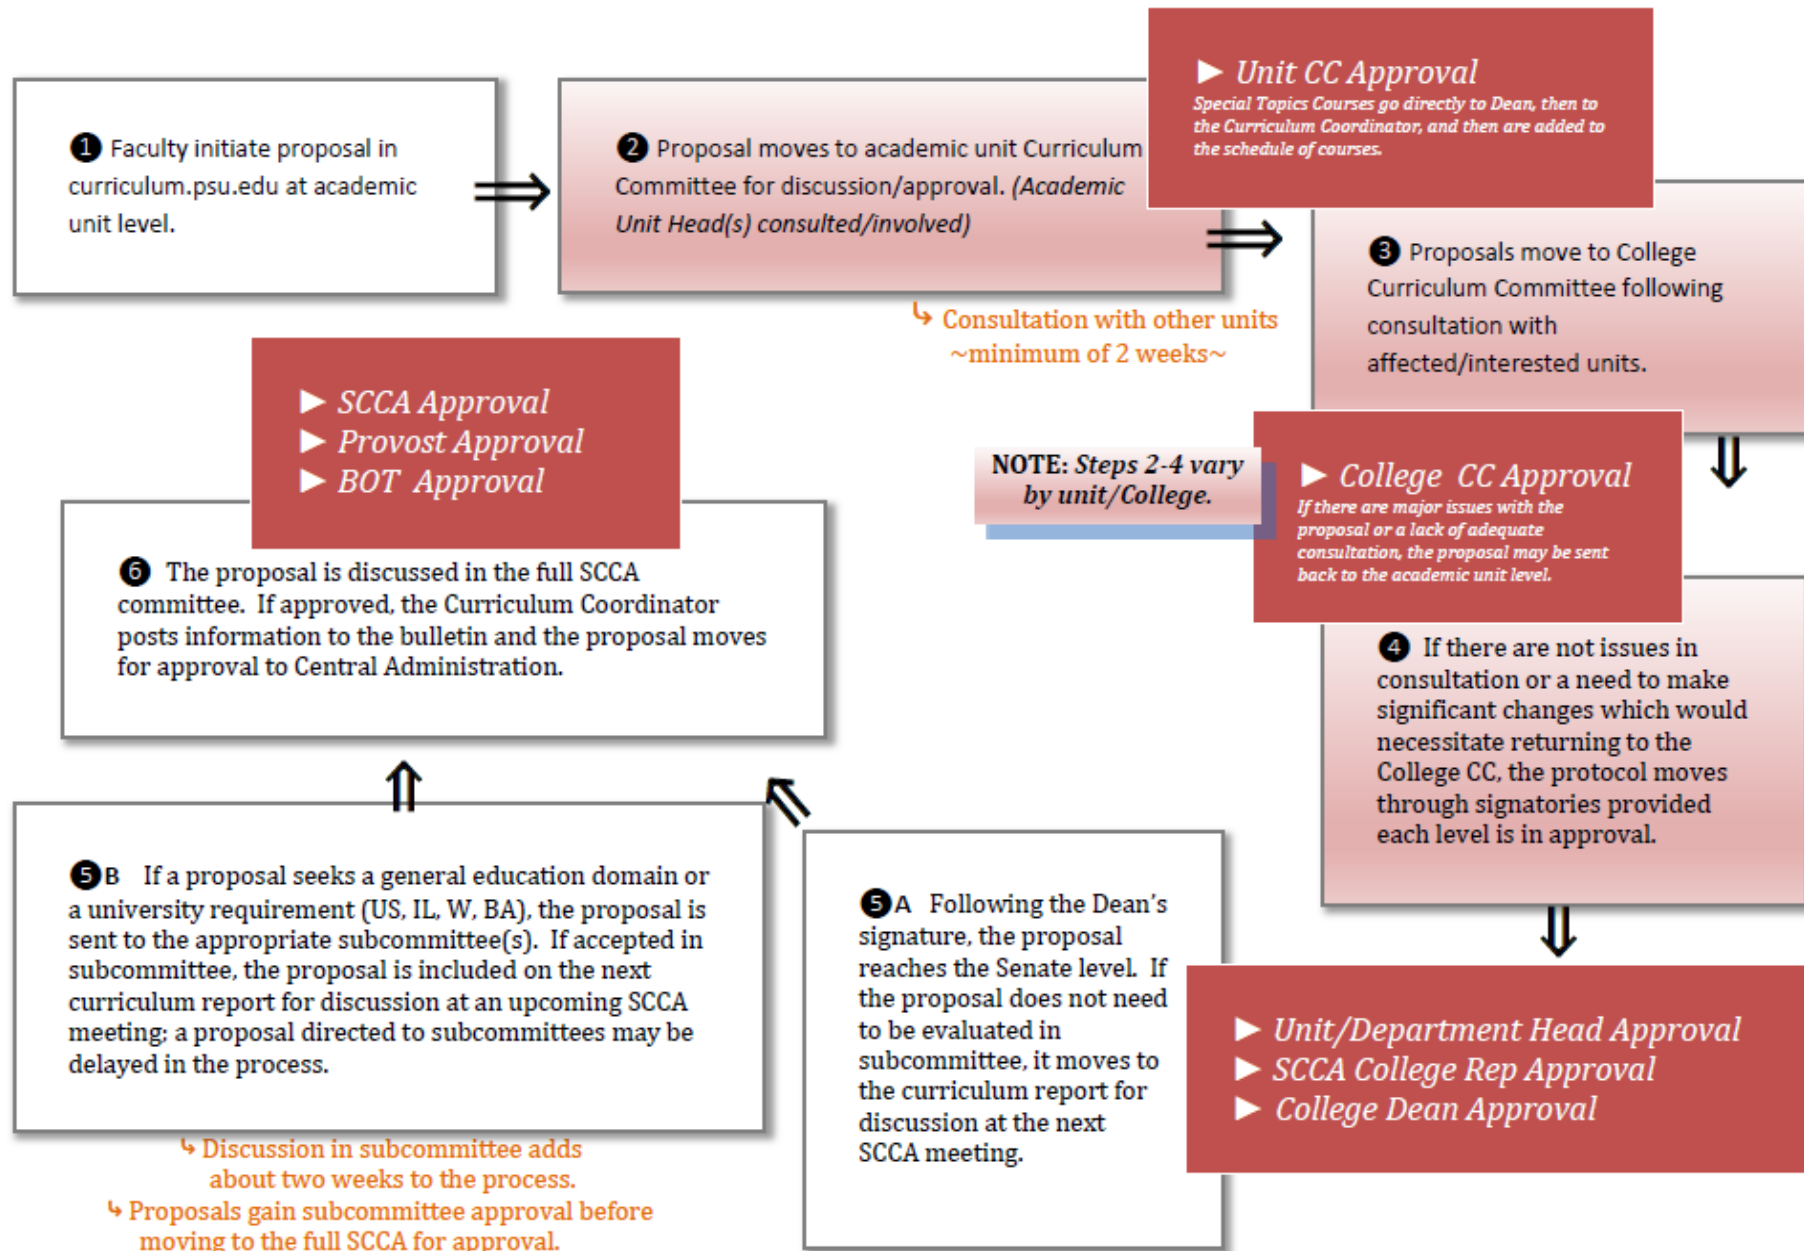 ❶ Faculty initiate proposal in
curriculum.psu.edu at academic
unit level.
❷ Proposal moves to academic unit Curriculum
Committee for discussion/approval. (Academic
Unit Head(s) consulted/involved)
► Unit CC Approval
Special Topics Courses go directly to Dean, then to
the Curriculum Coordinator, and then are added to
the schedule of courses.
↳ Consultation with other units
~minimum of 2 weeks~
❸ Proposals move to College
Curriculum Committee following
consultation with
affected/interested units.
NOTE: Steps 2-4 vary
by unit/College.
► College CC Approval
If there are major issues with the
proposal or a lack of adequate
consultation, the proposal may be sent
back to the academic unit level.
❹ If there are not issues in
consultation or a need to make
significant changes which would
necessitate returning to the
College CC, the protocol moves
through signatories provided
each level is in approval.
► Unit/Department Head Approval
► SCCA College Rep Approval
► College Dean Approval
❺A Following the Dean's
signature, the proposal
reaches the Senate level. If
the proposal does not need
to be evaluated in
subcommittee, it moves to
the curriculum report for
discussion at the next
SCCA meeting.
❺B If a proposal seeks a general education domain or
a university requirement (US, IL, W, BA), the proposal is
sent to the appropriate subcommittee(s). If accepted in
subcommittee, the proposal is included on the next
curriculum report for discussion at an upcoming SCCA
meeting; a proposal directed to subcommittees may be
delayed in the process.
↳ Discussion in subcommittee adds
about two weeks to the process.
↳ Proposals gain subcommittee approval before
moving to the full SCCA for approval.
► SCCA Approval
► Provost Approval
► BOT Approval
❻ The proposal is discussed in the full SCCA
committee. If approved, the Curriculum Coordinator
posts information to the bulletin and the proposal moves
for approval to Central Administration.